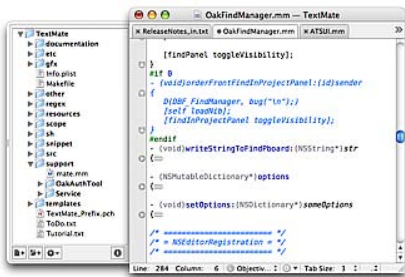 TextMate
documentation
etc
gfx
Info.plist
Makefile
other
regex
resources
scope
sh
snippet
src
support
mate.mm
OakAuthTool
Service
templates
TextMate_Prefix.pch
ToDo.txt
Tutorial.txt
OakFindManager.mm — TextMate
ReleaseNotes_in.txt
OakFindManager.mm
ATSUI.mm
[findPanel toggleVisibility];
}
#if 0
- (void)orderFrontFindInProjectPanel:(id)sender
{
D(DBF_FindManager, bug("\n"););
[self loadNib];
[findInProjectPanel toggleVisibility];
}
#endif
- (void)writeStringToFindPboard:(NSString*)str
{
- (NSMutableDictionary*)options
{
- (void)setOptions:(NSDictionary*)someOptions
{
/* ========================= */
/* = NSEditorRegistration = */
/* ========================= */
Line: 284 Column: 6 Objectiv... Tab Size: 1